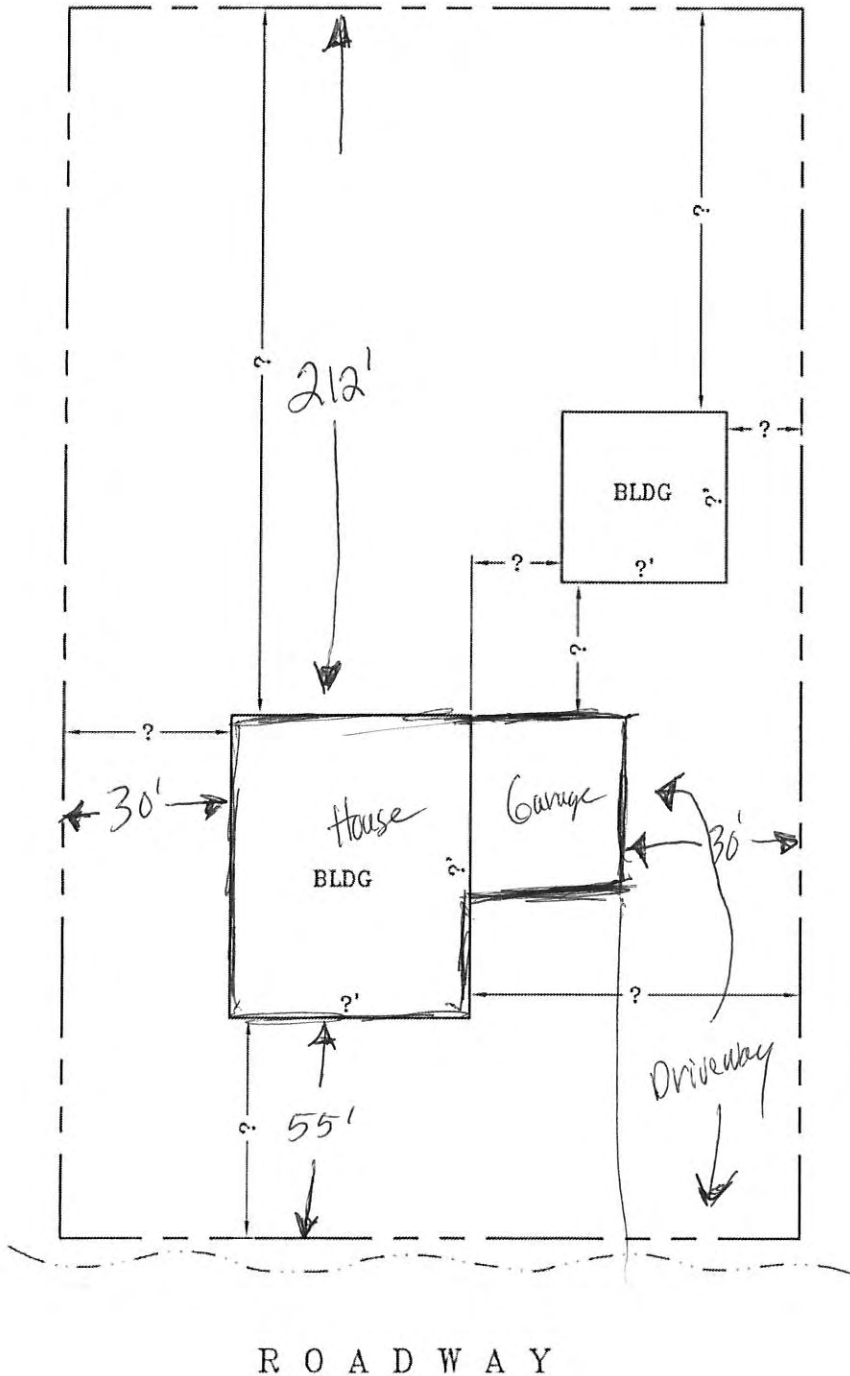 ?
?
212'
?
BLDG
?'
?'
?
?
?
30'
House
BLDG
?'
?'
Garage
30'
?
Driveway
?
55'
ROADWAY